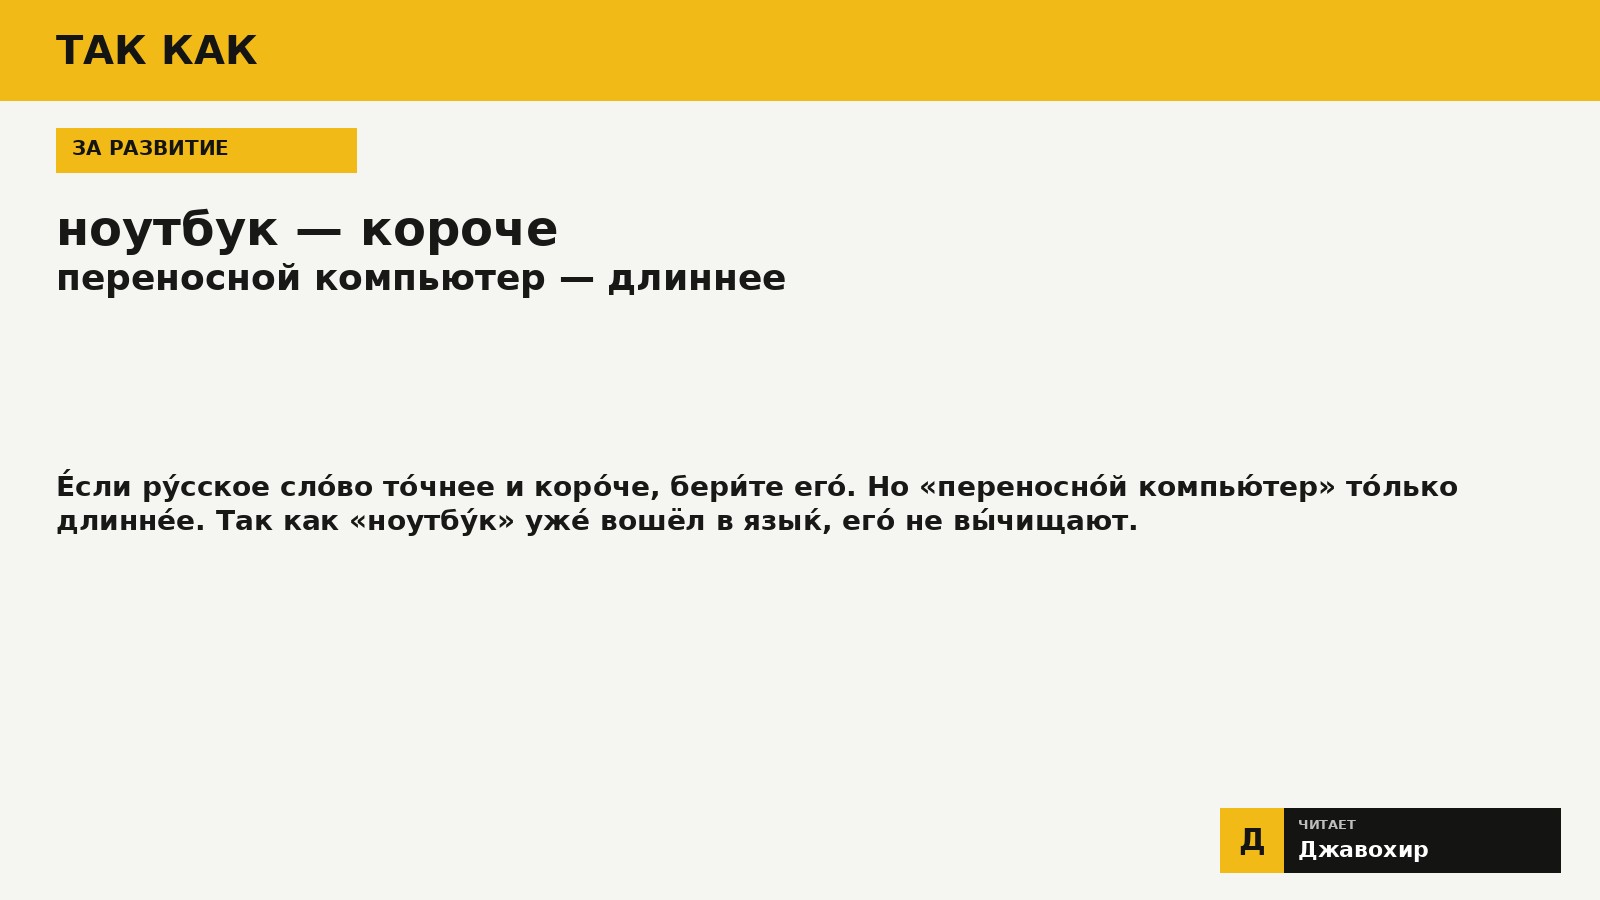 ТАК КАК
ЗА РАЗВИТИЕ
ноутбук — короче
переносной компьютер — длиннее
Е́сли ру́сское сло́во то́чнее и коро́че, бери́те его́. Но «переносно́й компью́тер» то́лько
длинне́е. Так как «ноутбу́к» уже́ вошёл в языќ, его́ не вы́чищают.
Д
ЧИТАЕТ
Джавохир